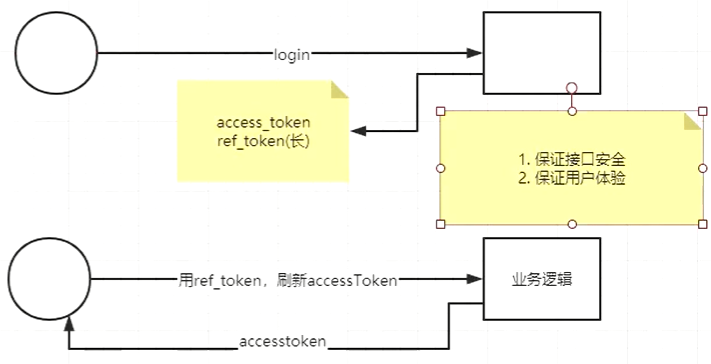 login
access_token
ref_token(长)
1. 保证接口安全
2. 保证用户体验
用ref_token，刷新accessToken
业务逻辑
accesstoken